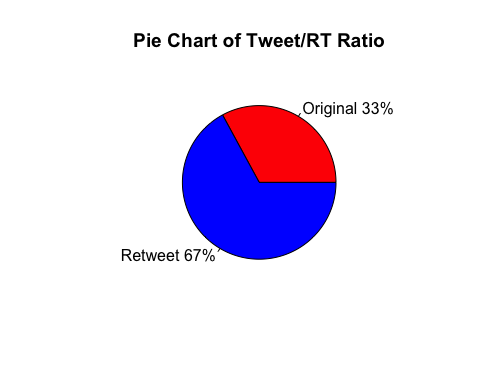 Pie Chart of Tweet/RT Ratio
Original 33%
Retweet 67%